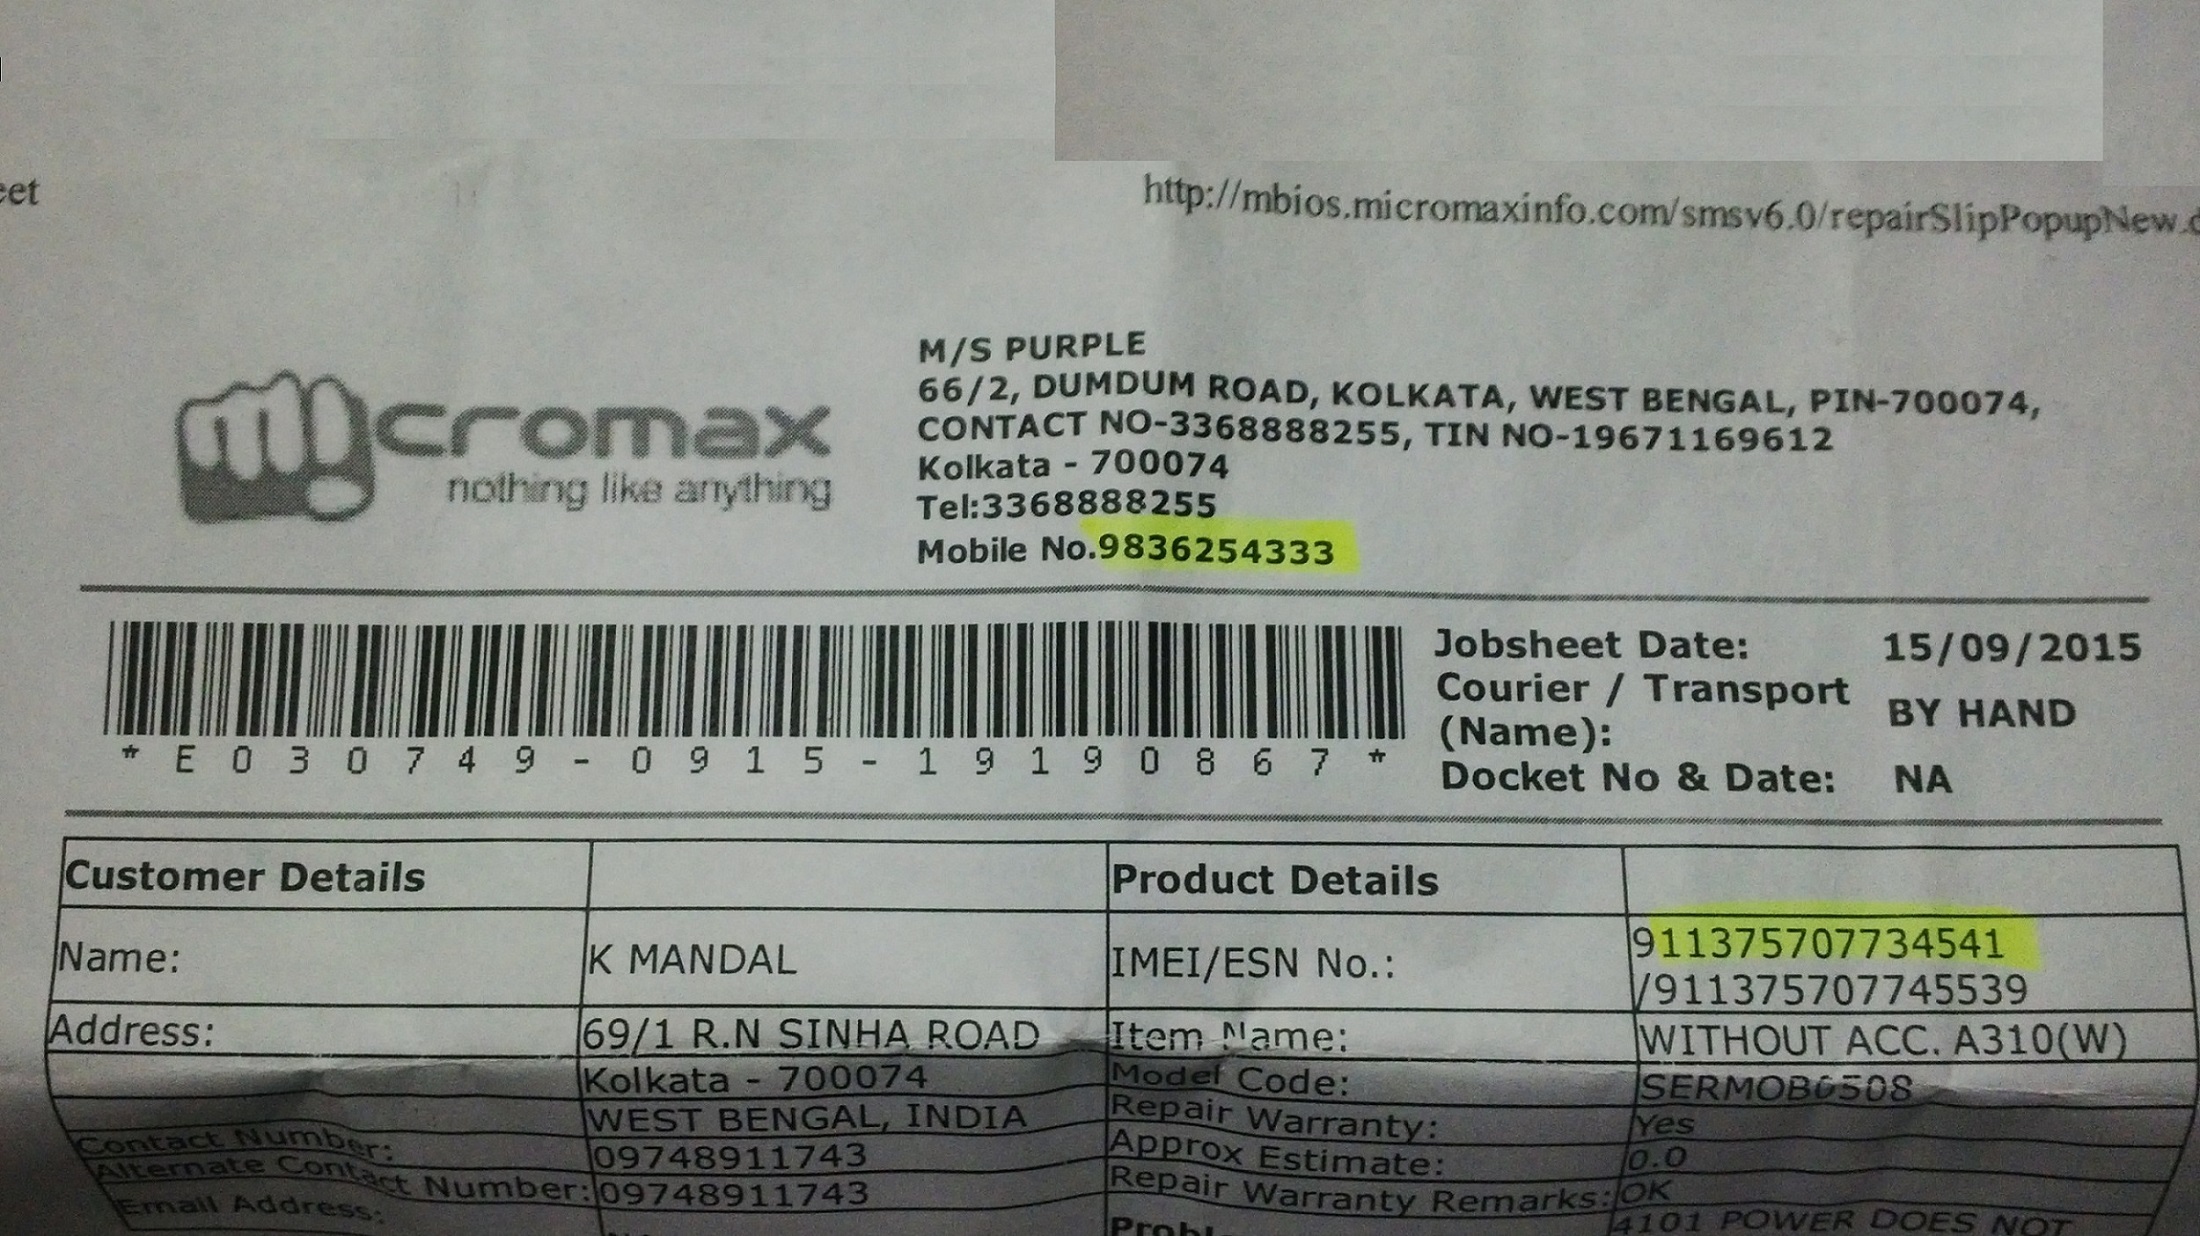 eet
http://mbios.micromaxinfo.com/smsv6.0/repairSlipPopupNew.
micromax
nothing like anything
M/S PURPLE
66/2, DUMDUM ROAD, KOLKATA, WEST BENGAL, PIN-700074,
CONTACT NO-3368888255, TIN NO-19671169612
Kolkata - 700074
Tel:3368888255
Mobile No.9836254333
*E030749-0915-19190867*
Jobsheet Date: 15/09/2015
Courier / Transport
(Name): BY HAND
Docket No & Date: NA
Customer Details Product Details
Name: K MANDAL IMEI/ESN No.: 911375707734541
/911375707745539
Address: 69/1 R.N SINHA ROAD Item Name: WITHOUT ACC. A310(W)
Kolkata - 700074 Model Code: SERMOB6508
WEST BENGAL, INDIA Repair Warranty: Yes
Contact Number: 09748911743 Approx Estimate: 0.0
Alternate Contact Number: 09748911743 Repair Warranty Remarks: OK
Email Address: 4101 POWER DOES NOT